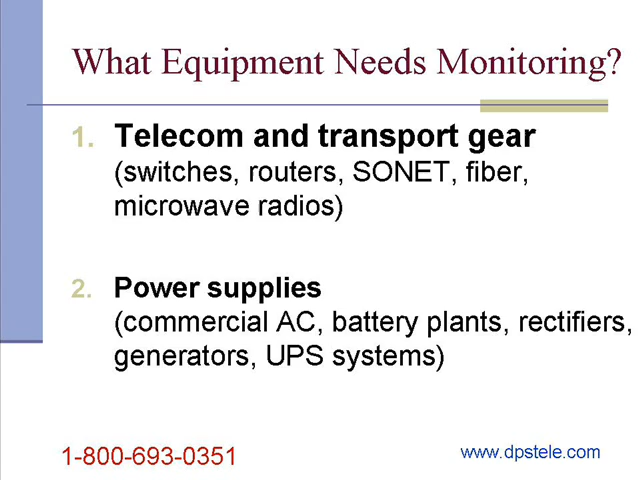 What Equipment Needs Monitoring?
1. Telecom and transport gear
(switches, routers, SONET, fiber,
microwave radios)
2. Power supplies
(commercial AC, battery plants, rectifiers,
generators, UPS systems)
1-800-693-0351
www.dpstele.com